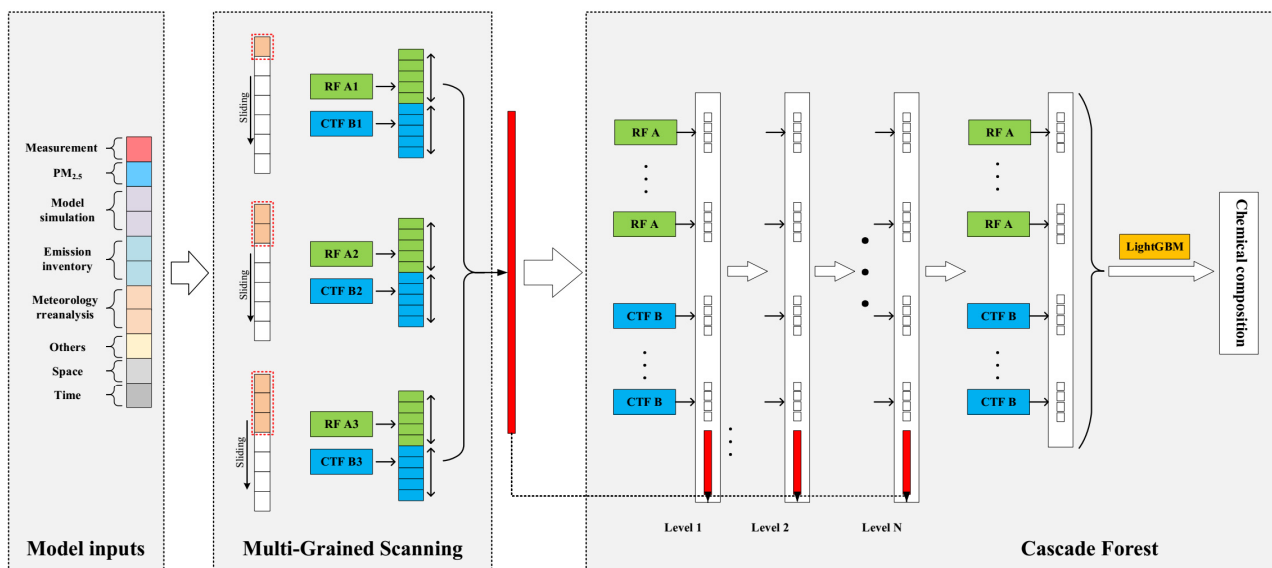 Measurement
PM2.5
Model
simulation
Emission
inventory
Meteorology
rreanalysis
Others
Space
Time
Model inputs
Sliding
RF A1
CTF B1
Sliding
RF A2
CTF B2
Sliding
RF A3
CTF B3
Multi-Grained Scanning
RF A
RF A
CTF B
CTF B
Level 1
Level 2
Level N
RF A
RF A
CTF B
CTF B
LightGBM
Chemical composition
Cascade Forest